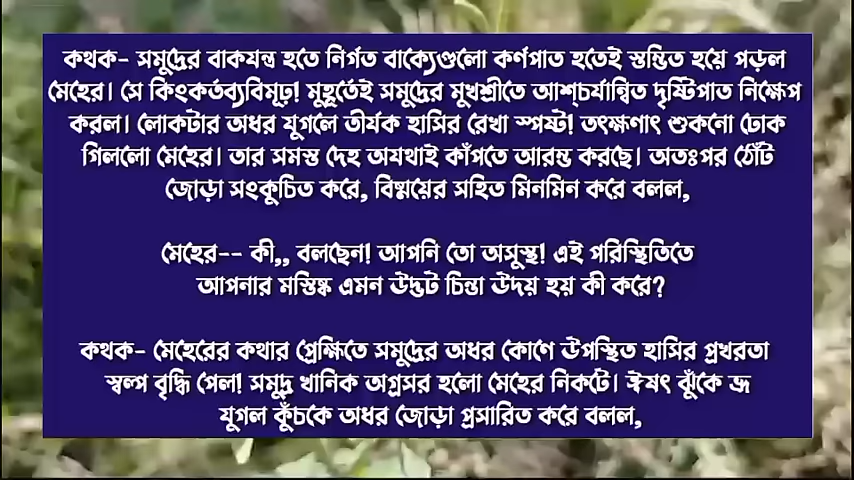 কথক- সমুদ্রের বাকযন্ত্র হতে নির্গত বাক্যেগুলো কর্ণপাত হতেই স্তম্ভিত হয়ে পড়ল
মেহের। সে কিংকর্তব্যবিমূঢ়! মুহূর্তেই সমুদ্রের মুখশ্রীতে আশ্চর্যান্বিত দৃষ্টিপাত নিক্ষেপ
করল। লোকটার অধর যুগলে তীর্যক হাসির রেখা স্পষ্ট! তৎক্ষণাৎ শুকনো ঢোক
গিললো মেহের। তার সমস্ত দেহ অযথাই কাঁপতে আরম্ভ করছে। অতঃপর ঠোঁট
জোড়া সংকুচিত করে, বিষ্ময়ের সহিত মিনমিন করে বলল,
মেহের-- কী,, বলছেন! আপনি তো অসুস্থ! এই পরিস্থিতিতে
আপনার মস্তিষ্ক এমন উদ্ভট চিন্তা উদয় হয় কী করে?
কথক- মেহেরের কথার প্রেক্ষিতে সমুদ্রের অধর কোণে উপস্থিত হাসির প্রখরতা
স্বল্প বৃদ্ধি পেল! সমুদ্র খানিক অগ্রসর হলো মেহের নিকটে। ঈষৎ ঝুঁকে ভ্রু
যুগল কুঁচকে অধর জোড়া প্রসারিত করে বলল,